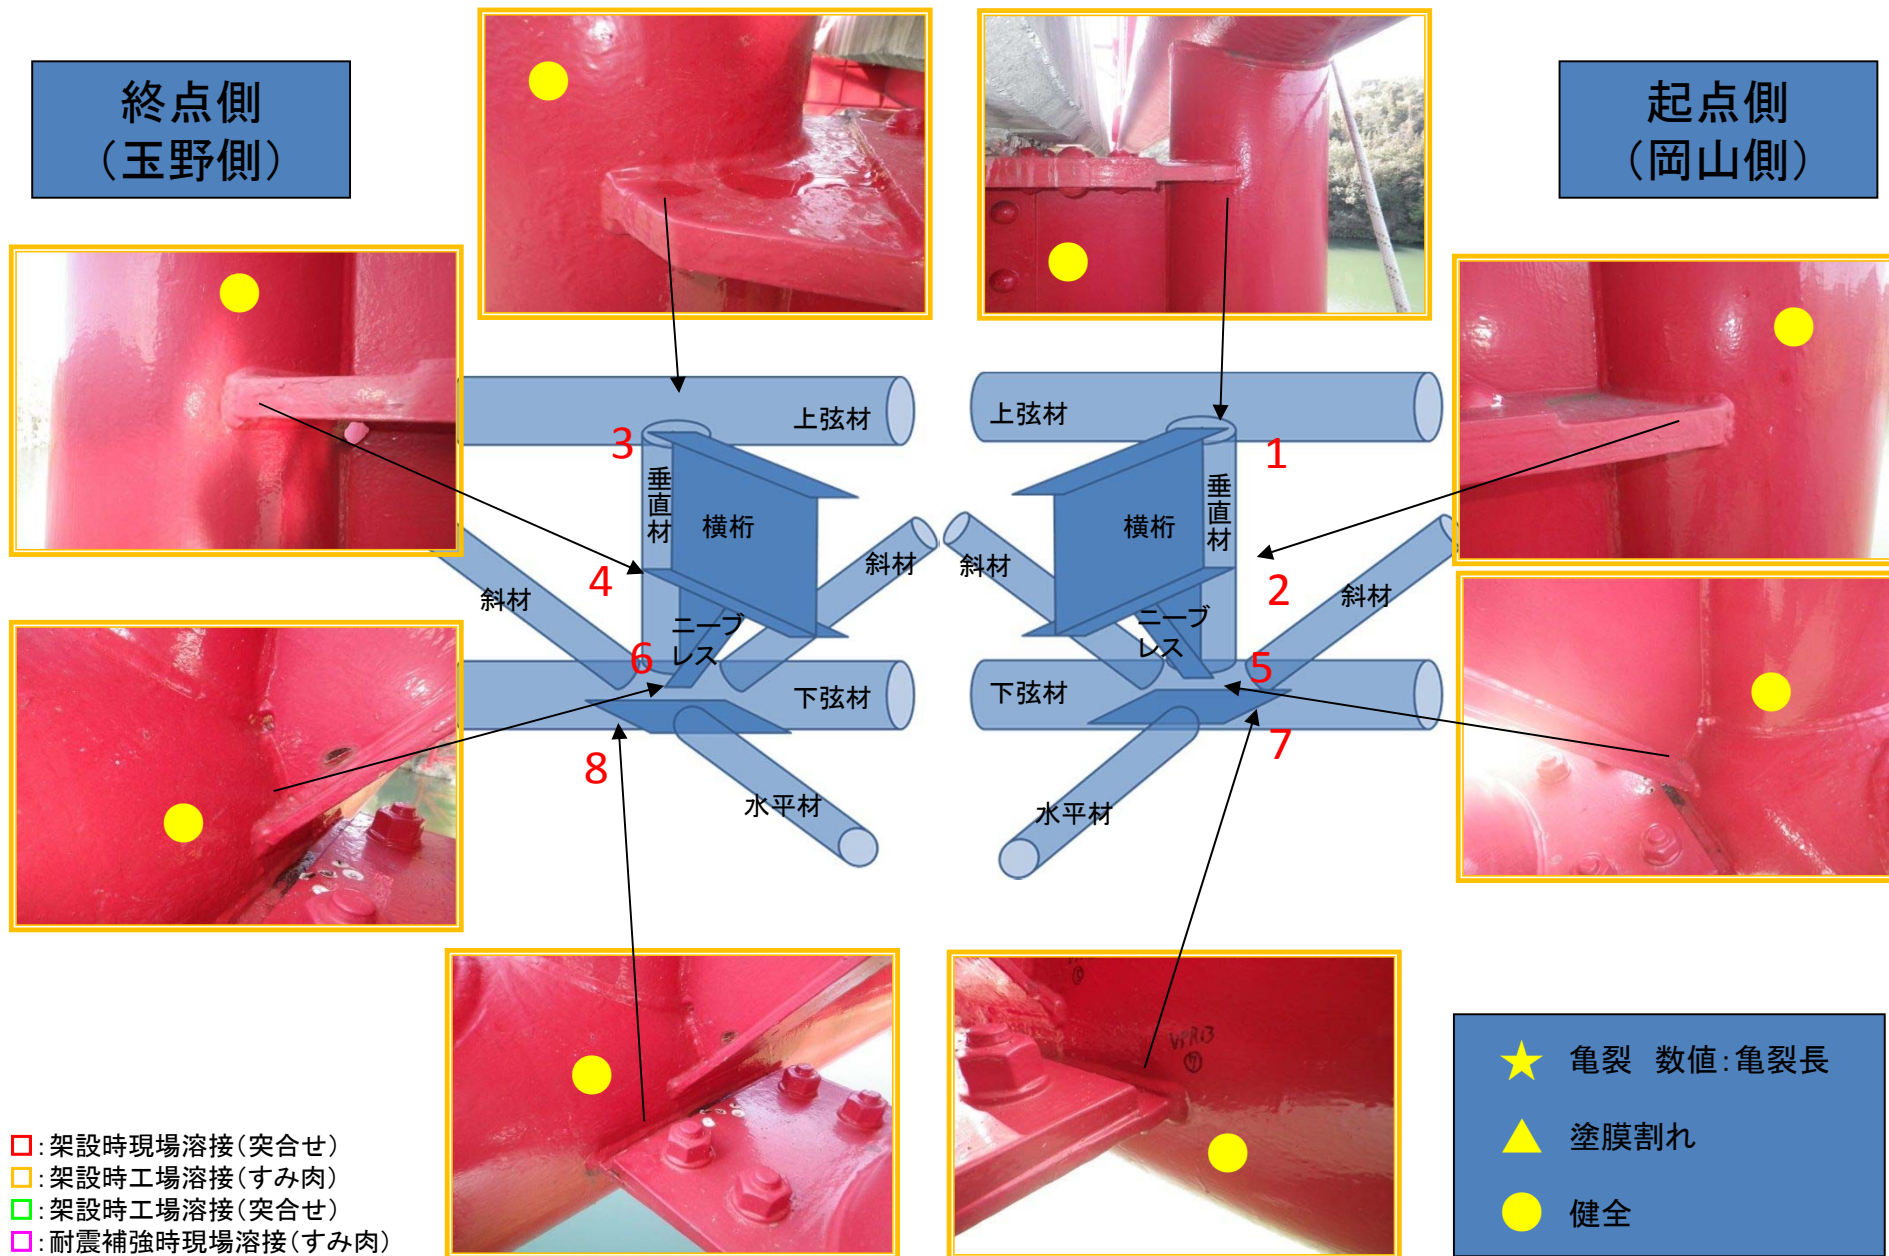 終点側
（玉野側）
起点側
（岡山側）
上弦材
上弦材
3
1
垂直材
横桁
横桁
垂直材
斜材
斜材
4
斜材
2
斜材
ニーブレス
ニーブレス
6
5
下弦材
下弦材
8
7
水平材
水平材
VPR13
⑦
★ 亀裂 数値：亀裂長
▲ 塗膜割れ
● 健全
□：架設時現場溶接（突合せ）
□：架設時工場溶接（すみ肉）
□：架設時工場溶接（突合せ）
□：耐震補強時現場溶接（すみ肉）